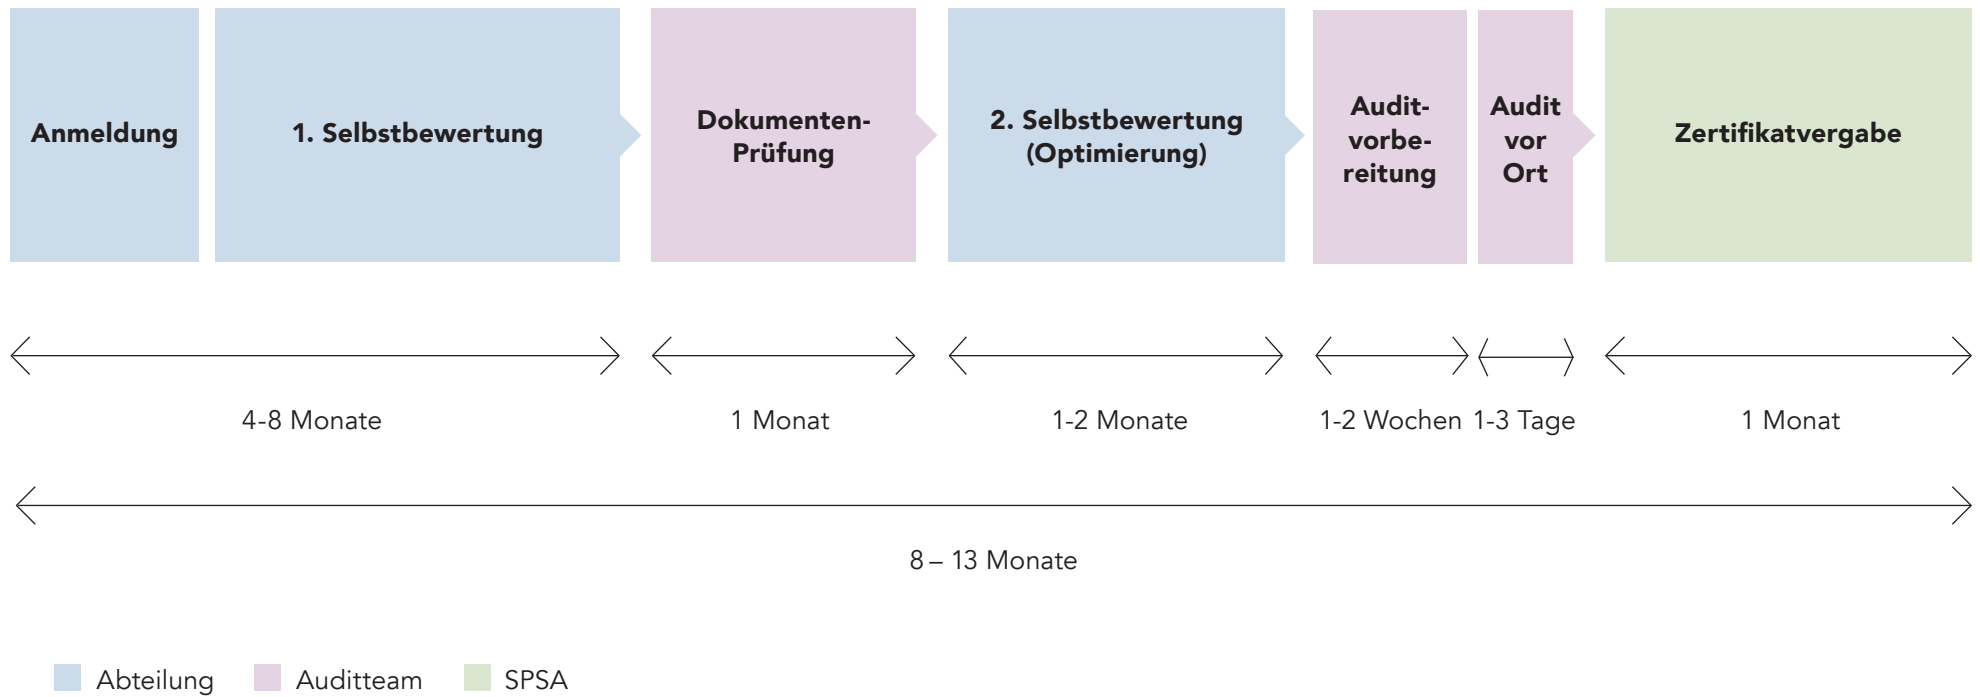 Anmeldung
1. Selbstbewertung
Dokumenten-
Prüfung
2. Selbstbewertung
(Optimierung)
Audit-
vorbe-
reitung
Audit
vor
Ort
Zertifikatvergabe
4-8 Monate
1 Monat
1-2 Monate
1-2 Wochen
1-3 Tage
1 Monat
8 – 13 Monate
Abteilung
Auditteam
SPSA